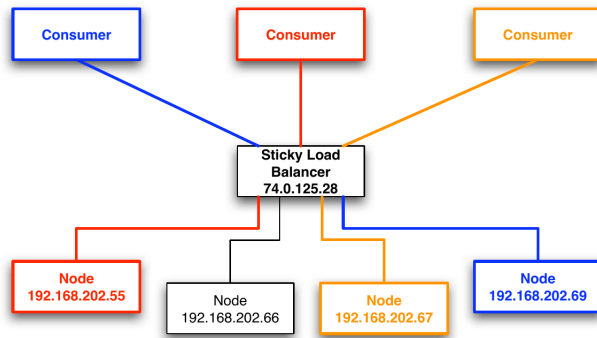 Consumer
Consumer
Consumer
Sticky Load
Balancer
74.0.125.28
Node
192.168.202.55
Node
192.168.202.66
Node
192.168.202.67
Node
192.168.202.69